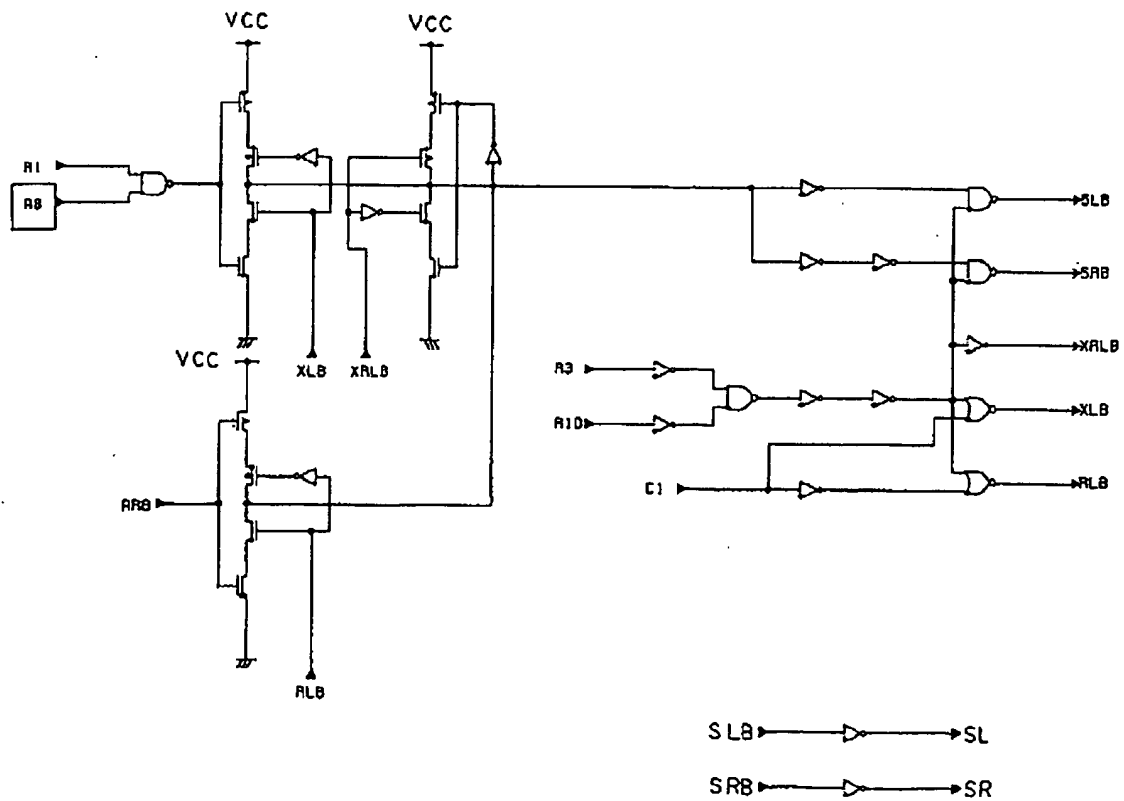 VCC
VCC
A1
A8
SLB
SRB
XLB
XRLB
XRLB
VCC
A3
XLB
A10
ARB
C1
RLB
RLB
SLB
SL
SRB
SR